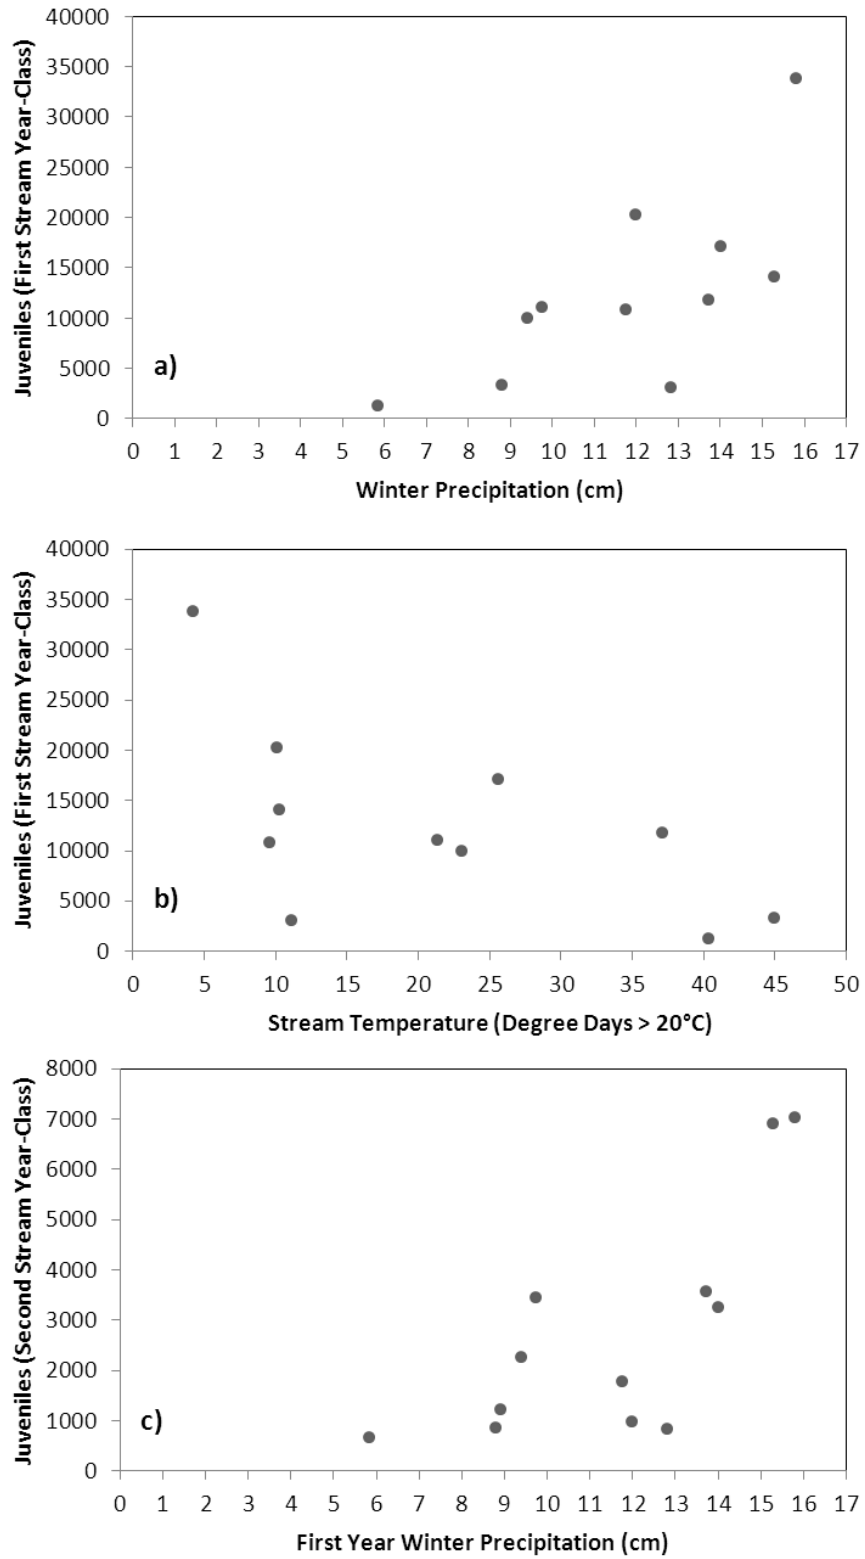 Juveniles (First Stream Year-Class)
40000
35000
30000
25000
20000
15000
10000
5000
0
a)
0 1 2 3 4 5 6 7 8 9 10 11 12 13 14 15 16 17
Winter Precipitation (cm)
Juveniles (First Stream Year-Class)
40000
35000
30000
25000
20000
15000
10000
5000
0
b)
0 5 10 15 20 25 30 35 40 45 50
Stream Temperature (Degree Days > 20°C)
Juveniles (Second Stream Year-Class)
8000
7000
6000
5000
4000
3000
2000
1000
0
c)
0 1 2 3 4 5 6 7 8 9 10 11 12 13 14 15 16 17
First Year Winter Precipitation (cm)